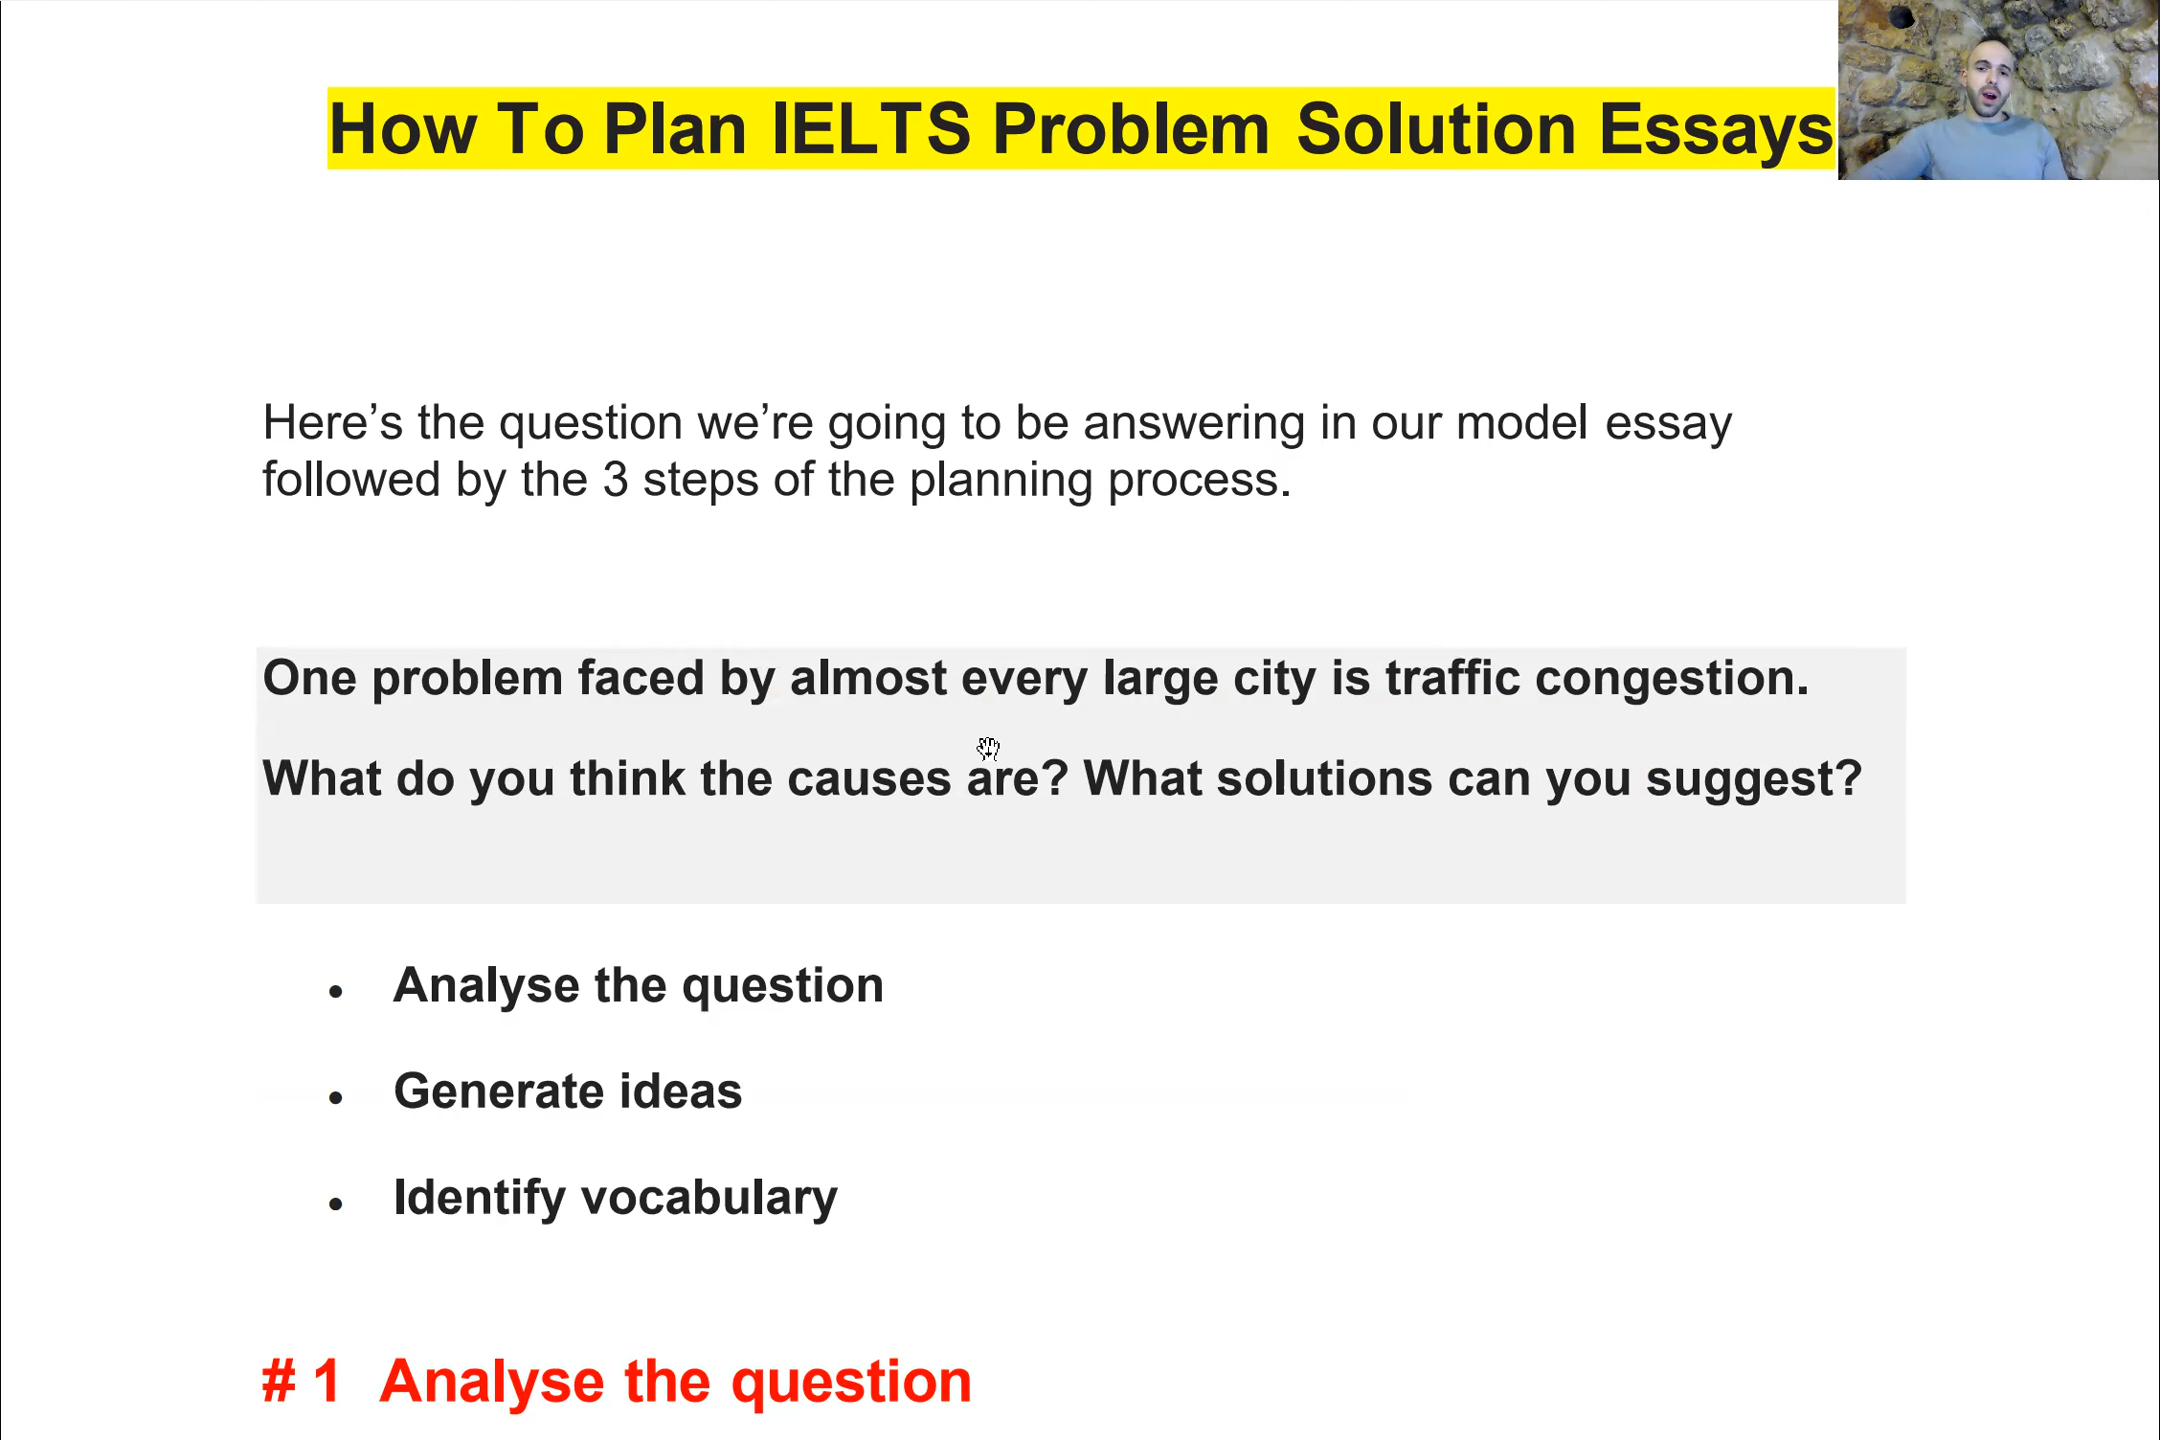 How To Plan IELTS Problem Solution Essays
Here’s the question we’re going to be answering in our model essay
followed by the 3 steps of the planning process.
One problem faced by almost every large city is traffic congestion.
What do you think the causes are? What solutions can you suggest?
• Analyse the question
• Generate ideas
• Identify vocabulary
# 1 Analyse the question